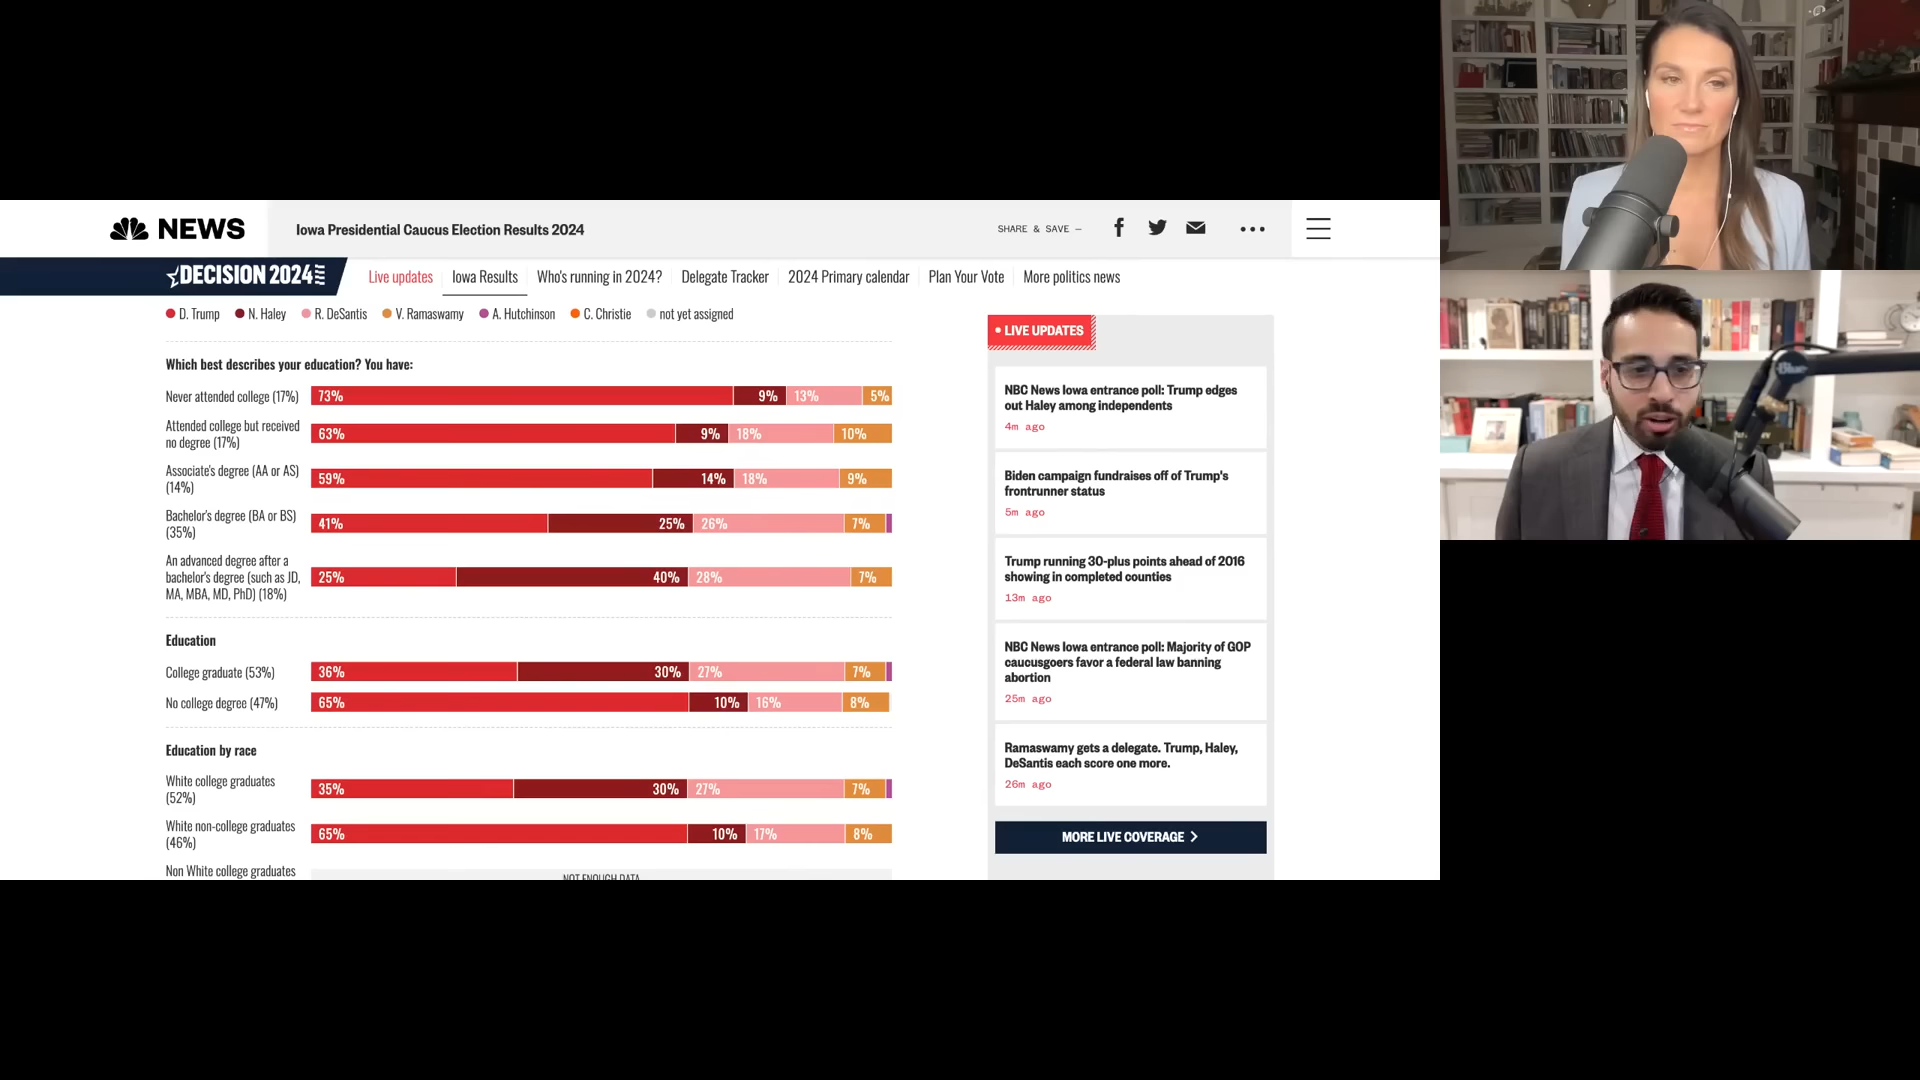 NEWS
Iowa Presidential Caucus Election Results 2024
SHARE & SAVE —
DECISION 2024
Live updates
Iowa Results
Who's running in 2024?
Delegate Tracker
2024 Primary calendar
Plan Your Vote
More politics news
D. Trump
N. Haley
R. DeSantis
V. Ramaswamy
A. Hutchinson
C. Christie
not yet assigned
Which best describes your education? You have:
Never attended college (17%)
73% 9% 13% 5%
Attended college but received
no degree (17%)
63% 9% 18% 10%
Associate's degree (AA or AS)
(14%)
59% 14% 18% 9%
Bachelor's degree (BA or BS)
(35%)
41% 25% 26% 7%
An advanced degree after a
bachelor's degree (such as JD,
MA, MBA, MD, PhD) (18%)
25% 40% 28% 7%
Education
College graduate (53%)
36% 30% 27% 7%
No college degree (47%)
65% 10% 16% 8%
Education by race
White college graduates
(52%)
35% 30% 27% 7%
White non-college graduates
(46%)
65% 10% 17% 8%
Non White college graduates
NOT ENOUGH DATA
• LIVE UPDATES
NBC News Iowa entrance poll: Trump edges
out Haley among independents
4m ago
Biden campaign fundraises off of Trump's
frontrunner status
5m ago
Trump running 30-plus points ahead of 2016
showing in completed counties
13m ago
NBC News Iowa entrance poll: Majority of GOP
caucusgoers favor a federal law banning
abortion
25m ago
Ramaswamy gets a delegate. Trump, Haley,
DeSantis each score one more.
26m ago
MORE LIVE COVERAGE >
Blue